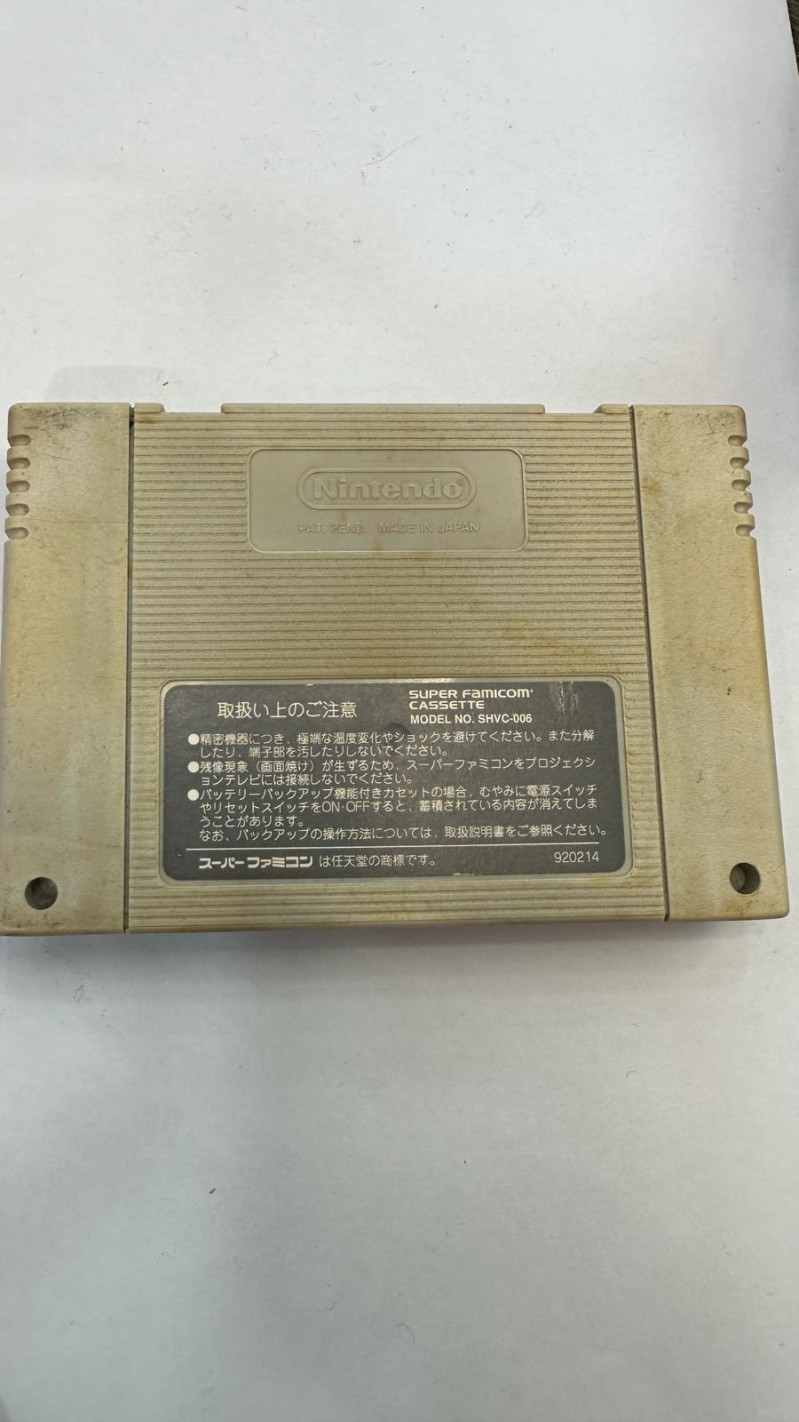 Nintendo
PAT. PEND. MADE IN JAPAN
取扱い上のご注意
SUPER FAMICOM
CASSETTE
MODEL NO. SHVC-006
●精密機器につき、極端な温度変化やショックを避けてください。また分解
したり、端子部を汚したりしないでください。
●残像現象（画面焼け）が生ずるため、スーパーファミコンをプロジェクシ
ョンテレビには接続しないでください。
●バッテリーバックアップ機能付きカセットの場合、むやみに電源スイッチ
やリセットスイッチをON·OFFすると、蓄積されている内容が消えてしま
うことがあります。
なお、バックアップの操作方法については、取扱説明書をご参照ください。
スーパーファミコン は任天堂の商標です。
920214